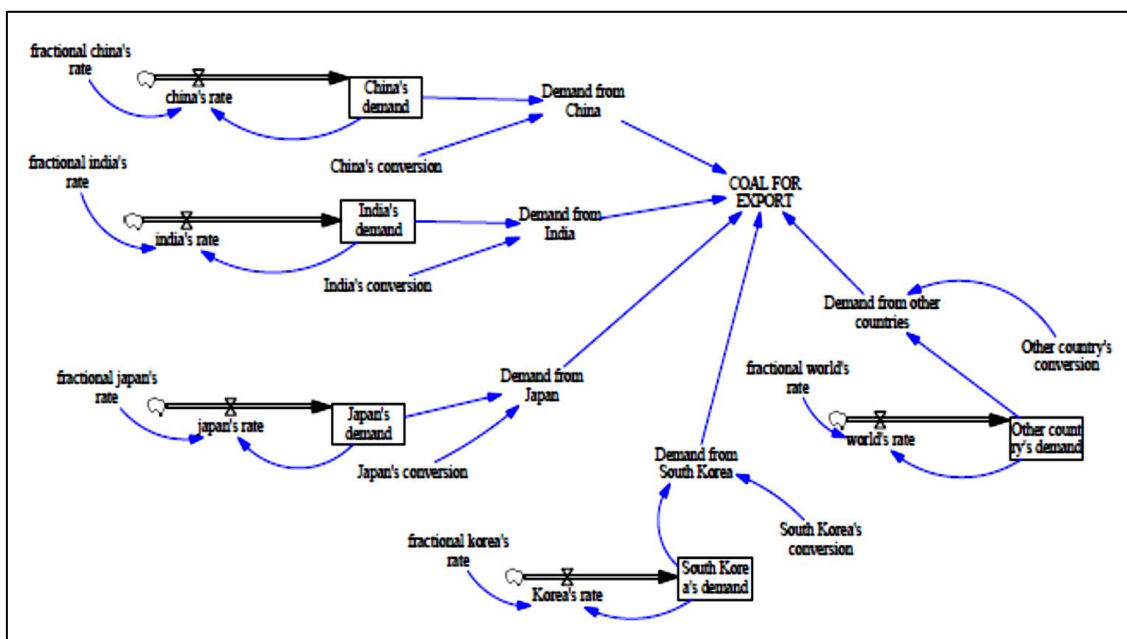 fractional china's
rate
china's rate
China's
demand
Demand from
China
China's conversion
fractional india's
rate
india's rate
India's
demand
Demand from
India
India's conversion
COAL FOR
EXPORT
fractional japan's
rate
japan's rate
Japan's
demand
Demand from
Japan
Japan's conversion
Demand from other
countries
Other country's
conversion
fractional world's
rate
world's rate
Other count
ry's demand
Demand from
South Korea
South Korea's
conversion
fractional korea's
rate
Korea's rate
South Kore
a's demand